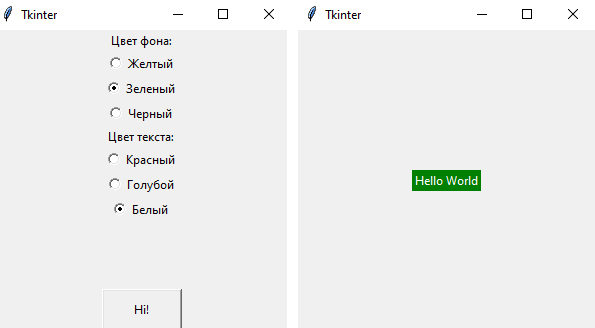 Tkinter
Цвет фона:
Желтый
Зеленый
Черный
Цвет текста:
Красный
Голубой
Белый
Hi!
Tkinter
Hello World